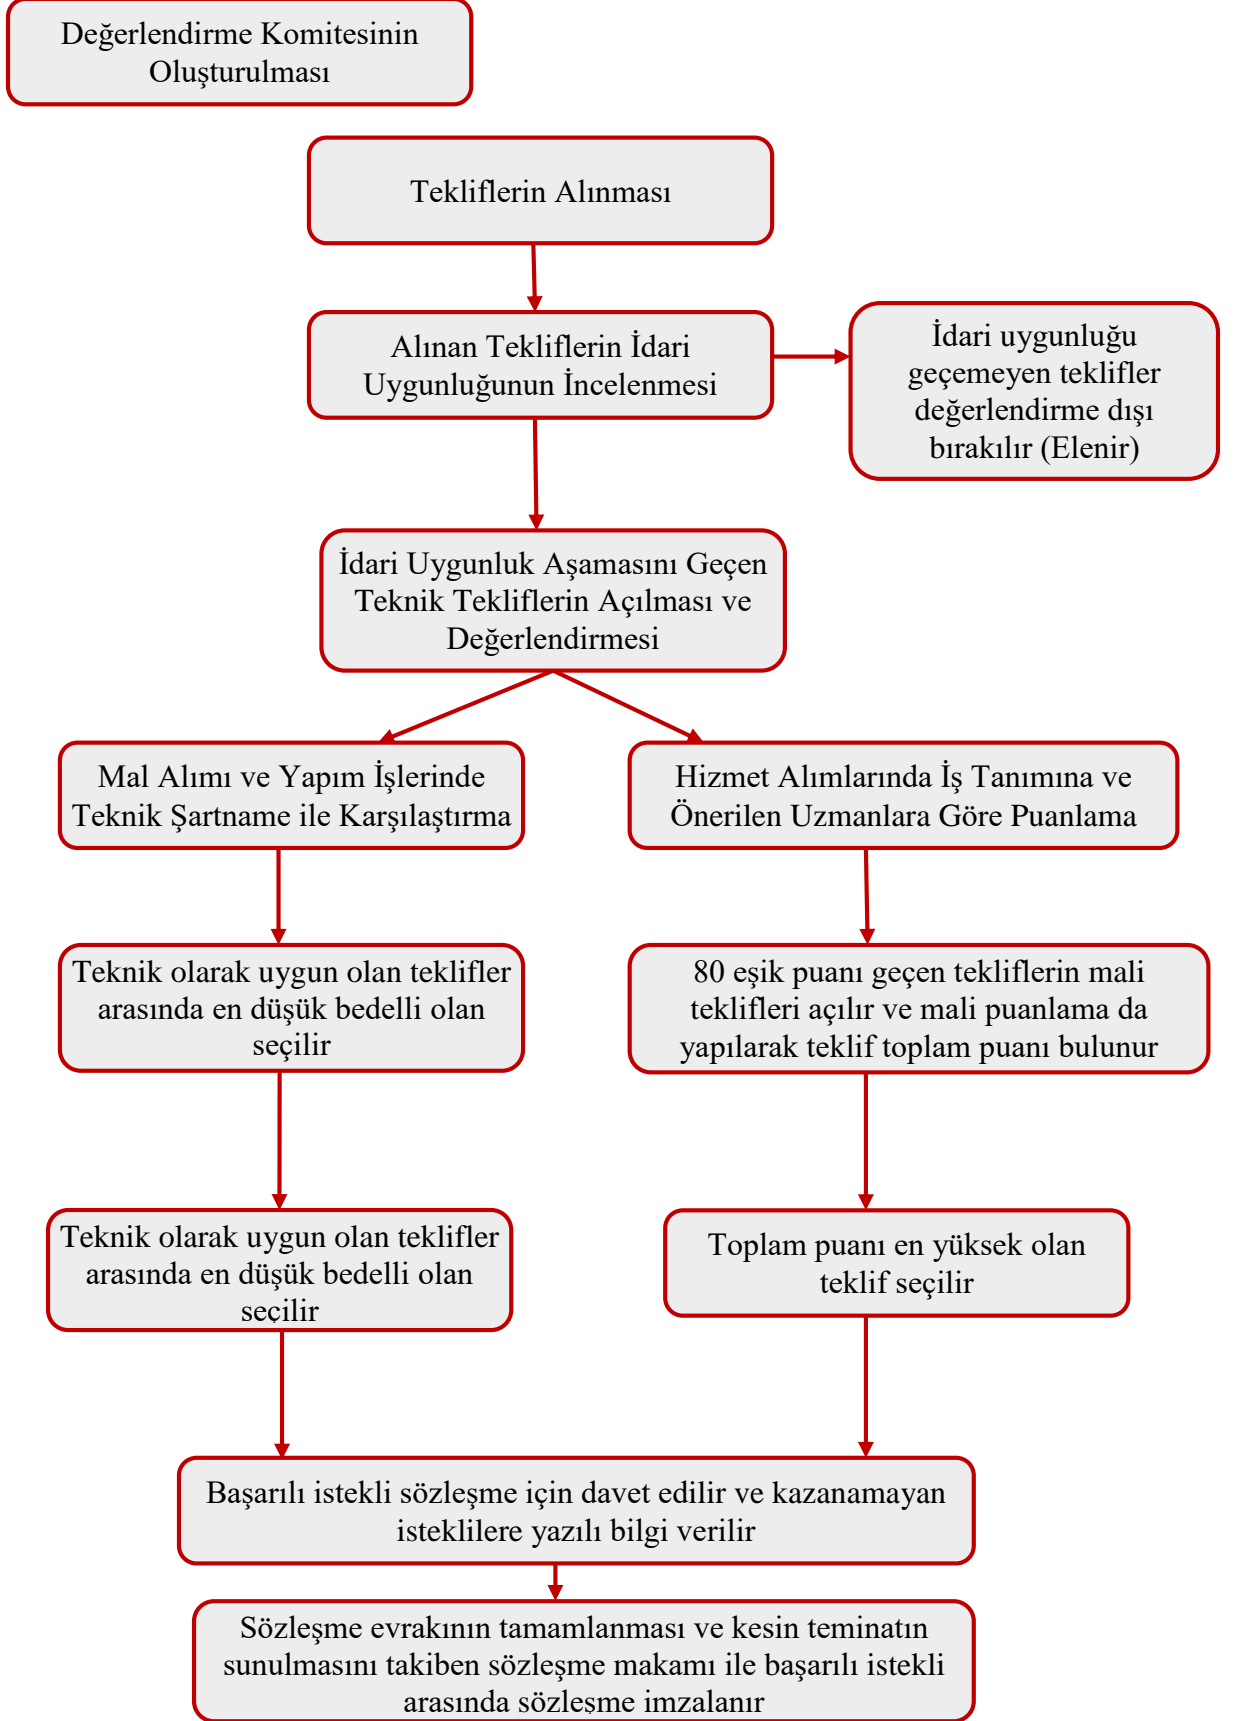 Değerlendirme Komitesinin
Oluşturulması
Tekliflerin Alınması
Alınan Tekliflerin İdari
Uygunluğunun İncelenmesi
İdari uygunluğu
geçemeyen teklifler
değerlendirme dışı
bırakılır (Elenir)
İdari Uygunluk Aşamasını Geçen
Teknik Tekliflerin Açılması ve
Değerlendirmesi
Mal Alımı ve Yapım İşlerinde
Teknik Şartname ile Karşılaştırma
Hizmet Alımlarında İş Tanımına ve
Önerilen Uzmanlara Göre Puanlama
Teknik olarak uygun olan teklifler
arasında en düşük bedelli olan
seçilir
80 eşik puanı geçen tekliflerin mali
teklifleri açılır ve mali puanlama da
yapılarak teklif toplam puanı bulunur
Teknik olarak uygun olan teklifler
arasında en düşük bedelli olan
seçilir
Toplam puanı en yüksek olan
teklif seçilir
Başarılı istekli sözleşme için davet edilir ve kazanamayan
isteklilere yazılı bilgi verilir
Sözleşme evrakının tamamlanması ve kesin teminatın
sunulmasını takiben sözleşme makamı ile başarılı istekli
arasında sözleşme imzalanır